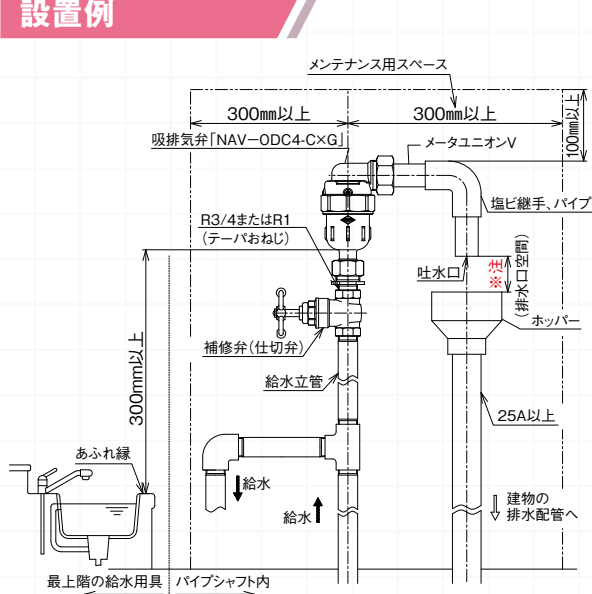 設置例
メンテナンス用スペース
300mm以上
300mm以上
100mm以上
吸排気弁「NAV-ODC4-C×G」
メータユニオンV
R3/4またはR1
(テーパおねじ)
塩ビ継手、パイプ
吐水口
※注
(排水口空間)
ホッパー
補修弁(仕切弁)
300mm以上
給水立管
25A以上
あふれ縁
給水
給水
建物の
排水配管へ
最上階の給水用具
パイプシャフト内